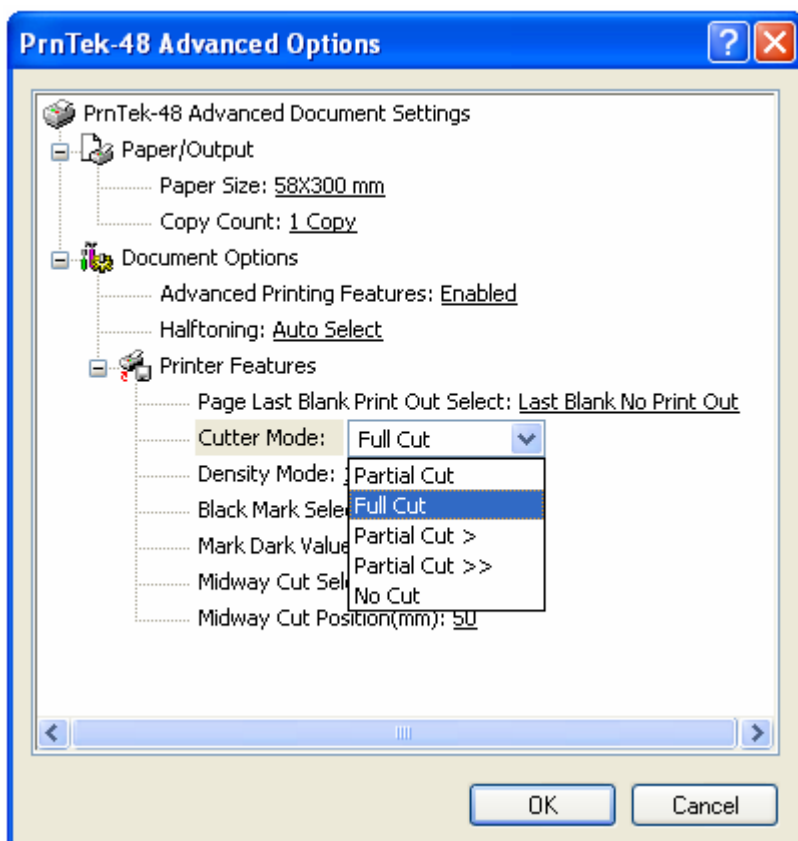 PrnTek-48 Advanced Options
PrnTek-48 Advanced Document Settings
Paper/Output
Paper Size: 58X300 mm
Copy Count: 1 Copy
Document Options
Advanced Printing Features: Enabled
Halftoning: Auto Select
Printer Features
Page Last Blank Print Out Select: Last Blank No Print Out
Cutter Mode: Full Cut
Density Mode:
Partial Cut
Full Cut
Black Mark
Partial Cut >
Mark Dark Value
Partial Cut >>
Midway Cut
No Cut
Midway Cut Position(mm): 50
OK Cancel